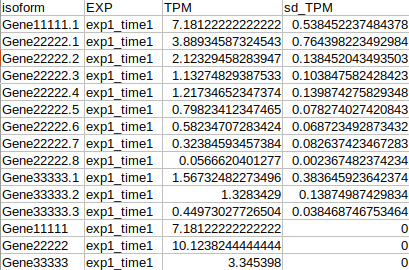 isoform EXP TPM sd_TPM
Gene11111.1 exp1_time1 7.18122222222222 0.538452237484378
Gene22222.1 exp1_time1 3.88934587324543 0.764398223492984
Gene22222.2 exp1_time1 2.12329458283947 0.138452043493503
Gene22222.3 exp1_time1 1.13274829387533 0.103847582428423
Gene22222.4 exp1_time1 1.21734652347374 0.139874275829348
Gene22222.5 exp1_time1 0.79823412347465 0.078274027420843
Gene22222.6 exp1_time1 0.58234707283424 0.068723492873432
Gene22222.7 exp1_time1 0.32384593457384 0.082637423467283
Gene22222.8 exp1_time1 0.0566620401277 0.002367482374234
Gene33333.1 exp1_time1 1.56732482273496 0.383645923642374
Gene33333.2 exp1_time1 1.3283429 0.13874987429834
Gene33333.3 exp1_time1 0.44973027726504 0.038468746753464
Gene11111 exp1_time1 7.18122222222222 0
Gene22222 exp1_time1 10.1238244444444 0
Gene33333 exp1_time1 3.345398 0